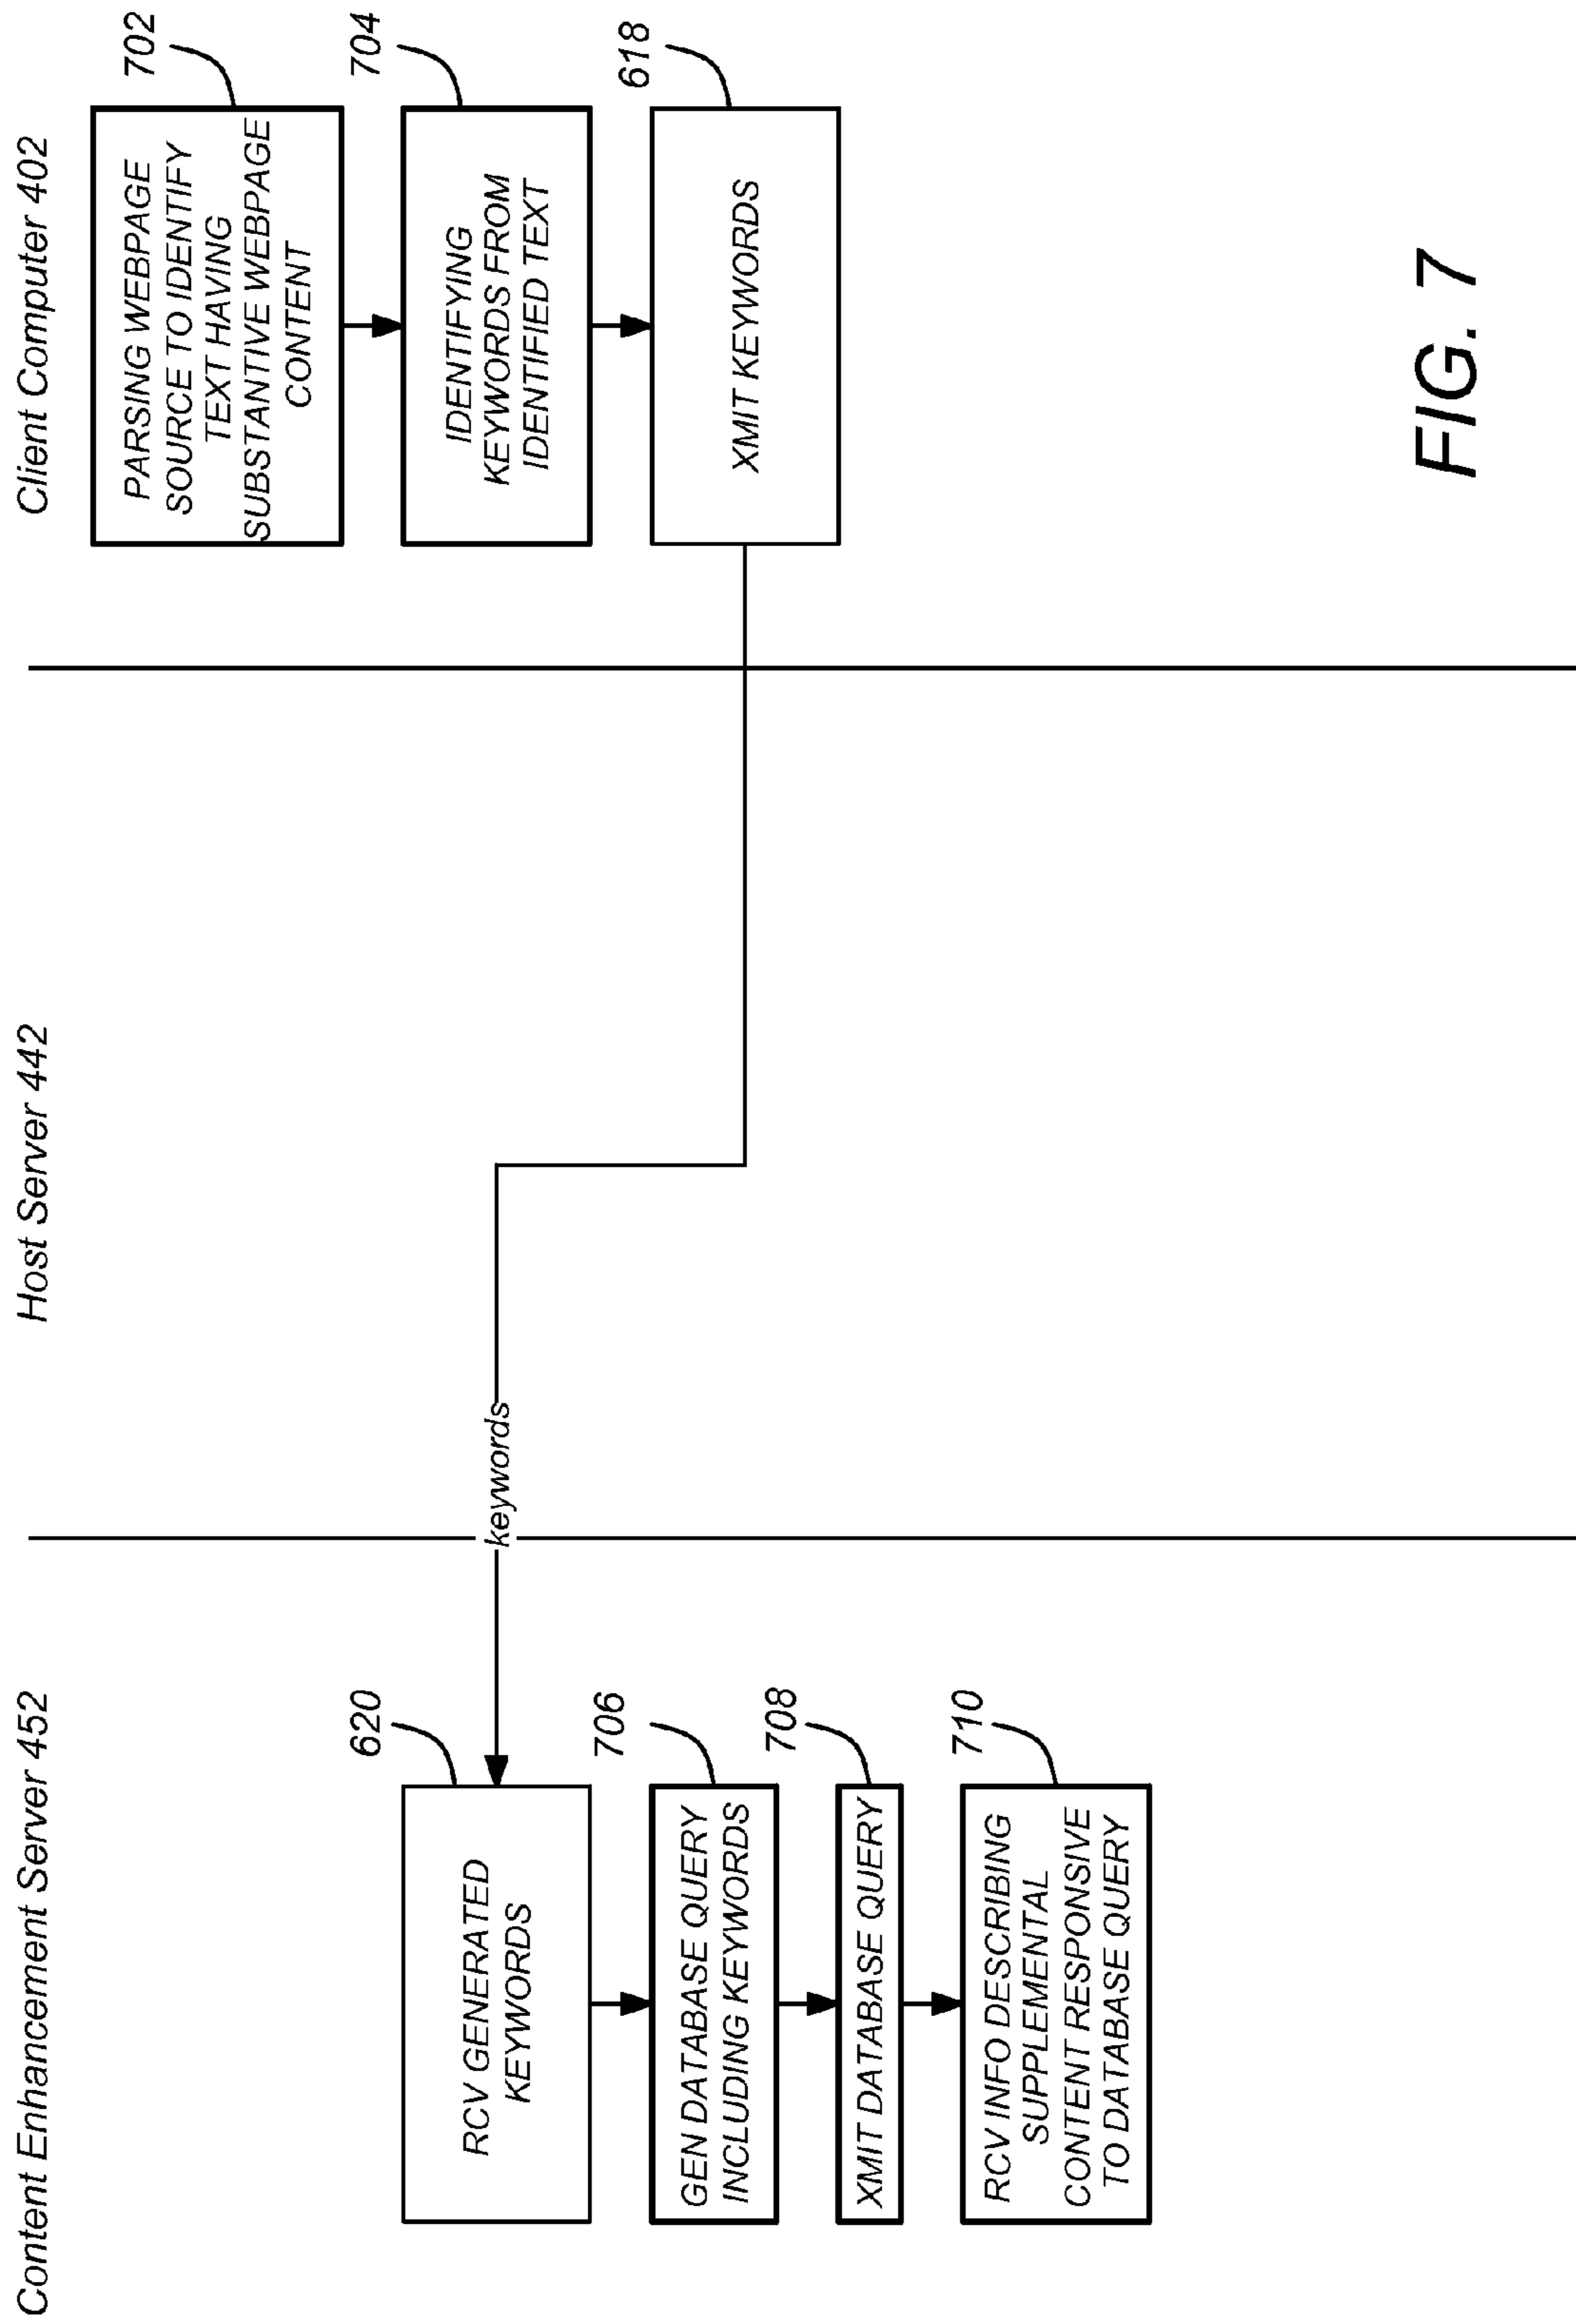 Content Enhancement Server 452
Host Server 442
Client Computer 402
620
RCV GENERATED
KEYWORDS
706
GEN DATABASE QUERY
INCLUDING KEYWORDS
708
XMIT DATABASE QUERY
710
RCV INFO DESCRIBING
SUPPLEMENTAL
CONTENT RESPONSIVE
TO DATABASE QUERY
keywords
702
PARSING WEBPAGE
SOURCE TO IDENTIFY
TEXT HAVING
SUBSTANTIVE WEBPAGE
CONTENT
704
IDENTIFYING
KEYWORDS FROM
IDENTIFIED TEXT
618
XMIT KEYWORDS
FIG. 7